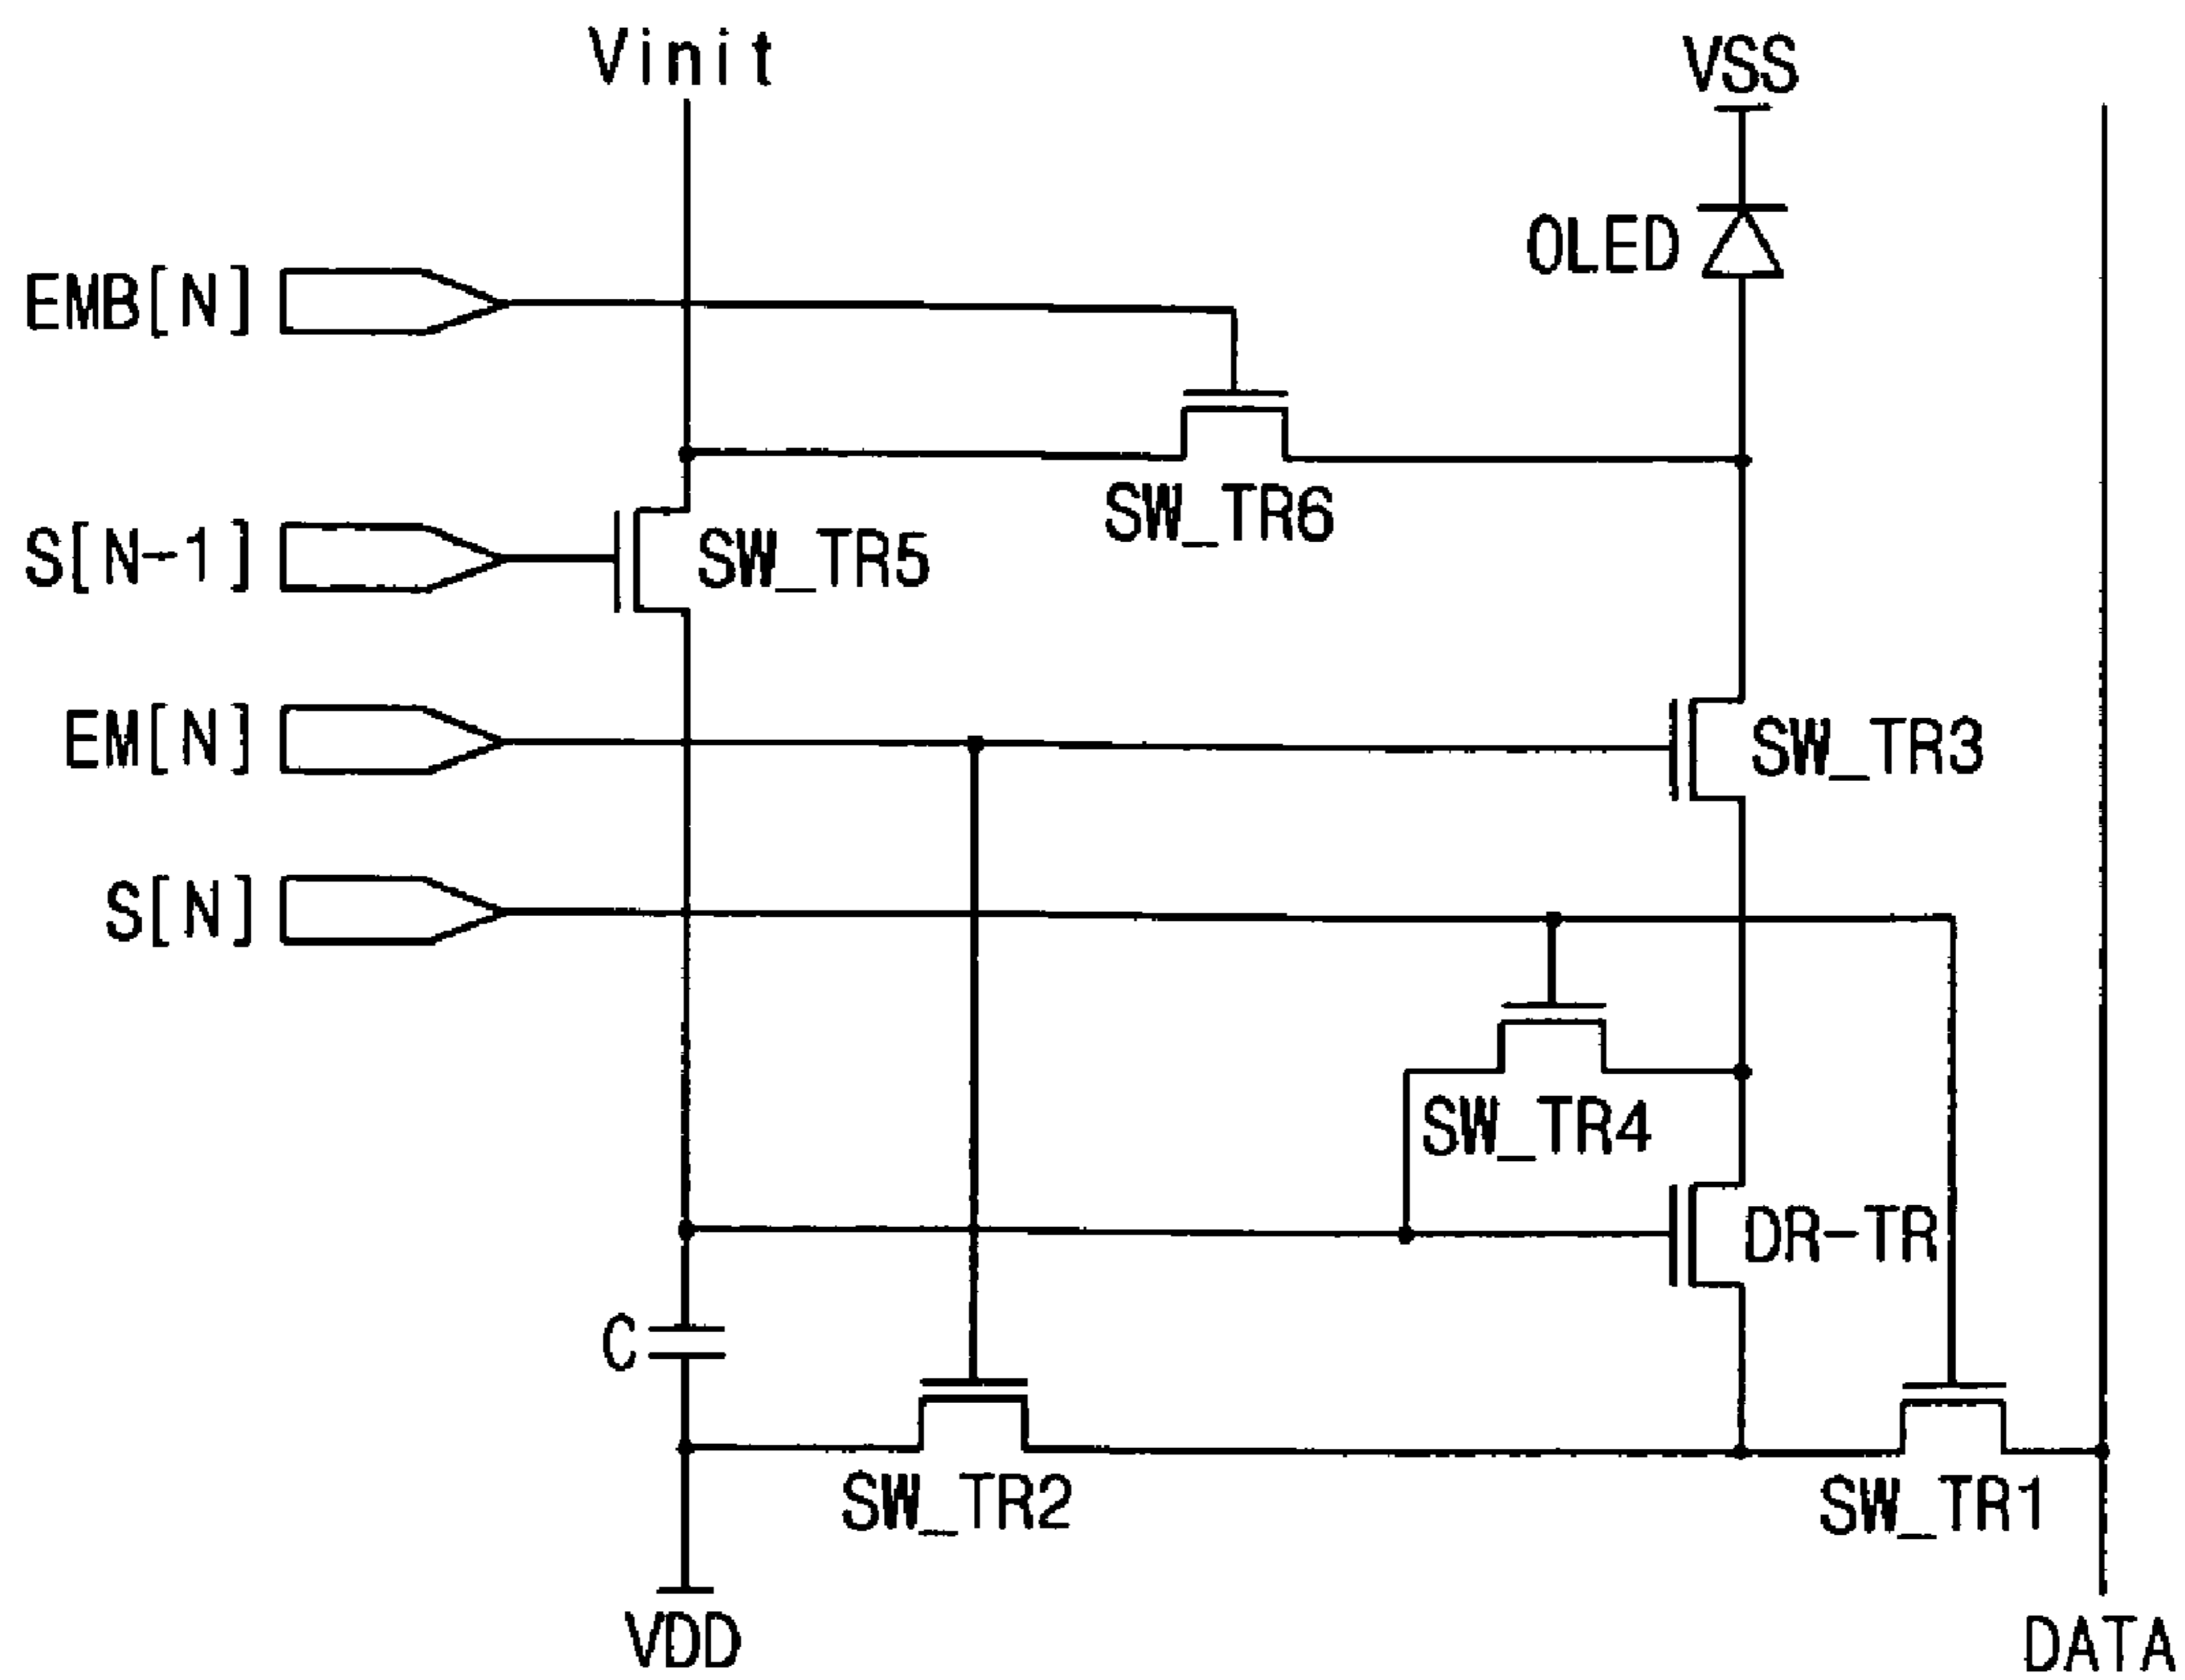 Vinit
VSS
OLED
EMB[N]
SW_TR6
S[N-1]
SW_TR5
EM[N]
SW_TR3
S[N]
SW_TR4
DR-TR
C
SW_TR2
SW_TR1
VDD
DATA